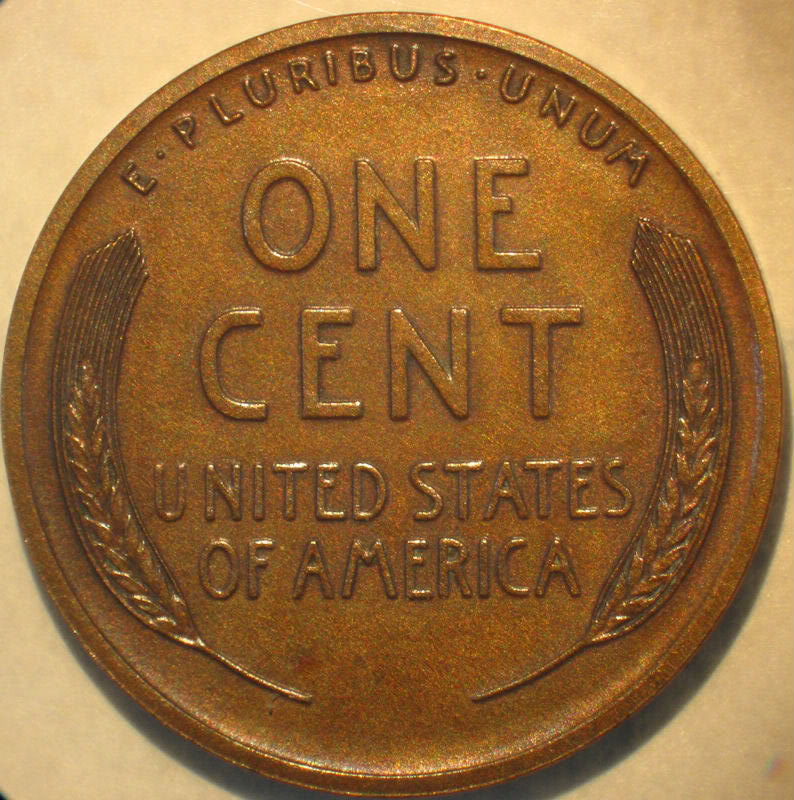 E · PLURIBUS · UNUM
ONE
CENT
UNITED STATES
OF AMERICA